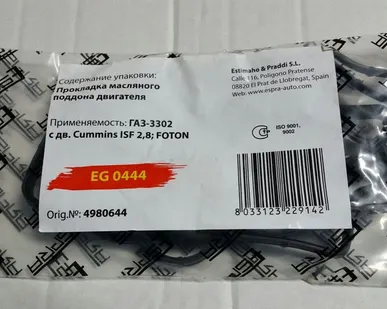 Содержание упаковки:
Прокладка масляного
поддона двигателя
Применяемость: ГАЗ-3302
с дв. Cummins ISF 2,8; FOTON
EG 0444
Orig.№: 4980644
Estimaho & Praddi S.L.
Calle 116, Poligono Pratense
08820 El Prat de Llobregat, Spain
www.espra-auto.com
ISO 9001,
9002
8 033123 229142